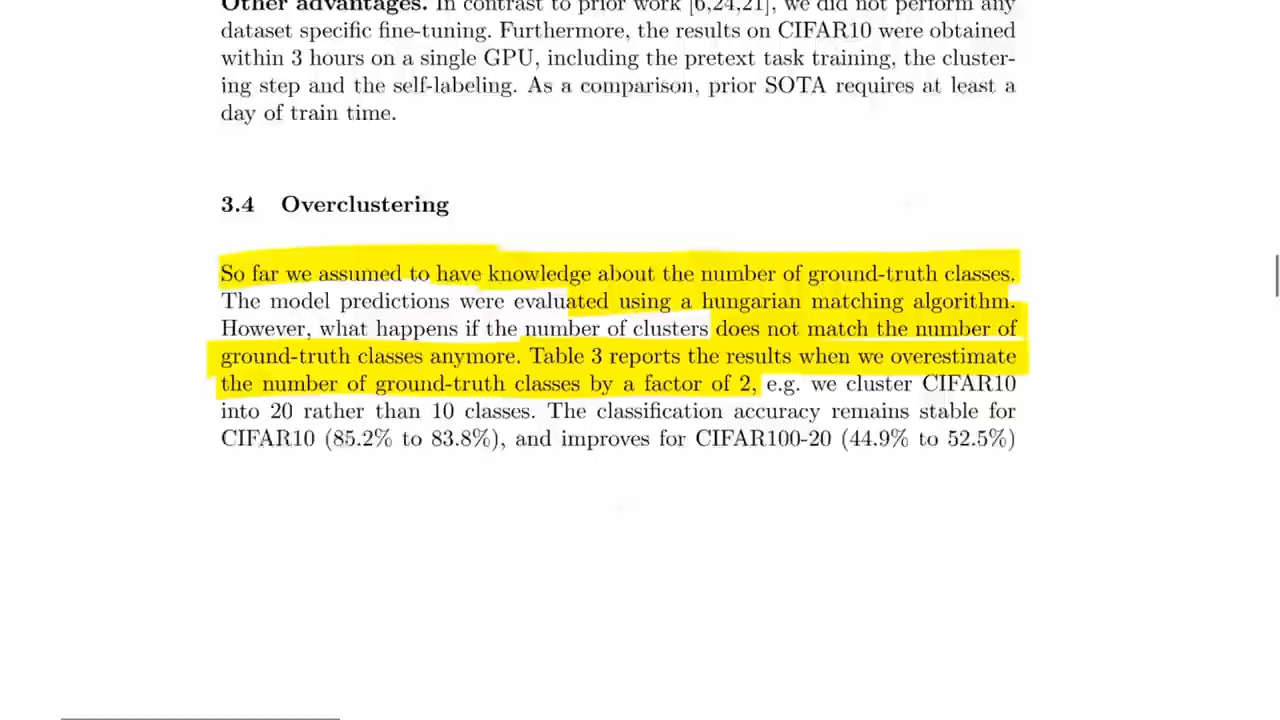 Other advantages. In contrast to prior work [6,24,21], we did not perform any
dataset specific fine-tuning. Furthermore, the results on CIFAR10 were obtained
within 3 hours on a single GPU, including the pretext task training, the cluster-
ing step and the self-labeling. As a comparison, prior SOTA requires at least a
day of train time.
3.4 Overclustering
So far we assumed to have knowledge about the number of ground-truth classes.
The model predictions were evaluated using a hungarian matching algorithm.
However, what happens if the number of clusters does not match the number of
ground-truth classes anymore. Table 3 reports the results when we overestimate
the number of ground-truth classes by a factor of 2, e.g. we cluster CIFAR10
into 20 rather than 10 classes. The classification accuracy remains stable for
CIFAR10 (85.2% to 83.8%), and improves for CIFAR100-20 (44.9% to 52.5%)